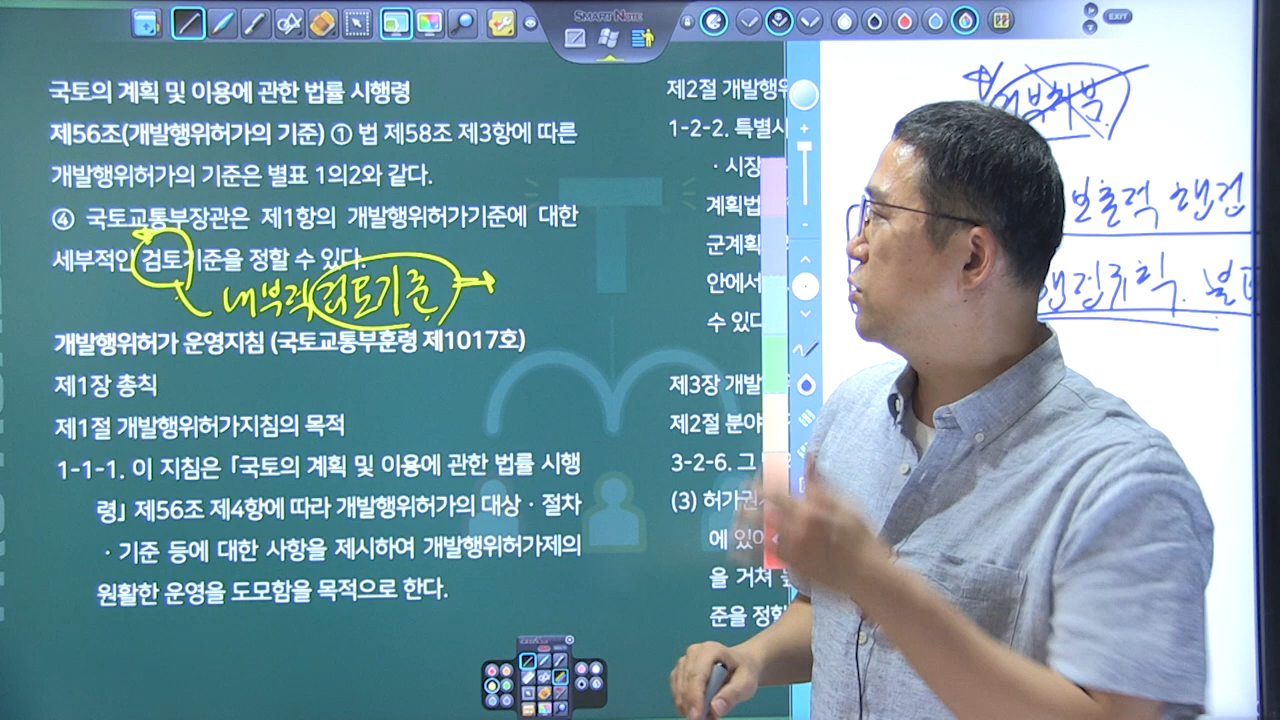 SMART NOTE
EXIT
국토의 계획 및 이용에 관한 법률 시행령
제56조(개발행위허가의 기준) ① 법 제58조 제3항에 따른
개발행위허가의 기준은 별표 1의2와 같다.
④ 국토교통부장관은 제1항의 개발행위허가기준에 대한
세부적인 검토기준을 정할 수 있다.
내부적 검토기준
개발행위허가 운영지침 (국토교통부훈령 제1017호)
제1장 총칙
제1절 개발행위허가지침의 목적
1-1-1. 이 지침은 「국토의 계획 및 이용에 관한 법률 시행
령」 제56조 제4항에 따라 개발행위허가의 대상 · 절차
· 기준 등에 대한 사항을 제시하여 개발행위허가제의
원활한 운영을 도모함을 목적으로 한다.
제2절 개발행위
1-2-2. 특별시
· 시장
계획법
군계획
안에서
수 있다
제3장 개발
제2절 분야
3-2-6. 그
(3) 허가권
에 있어
을 거쳐
준을 정할
행정규칙.